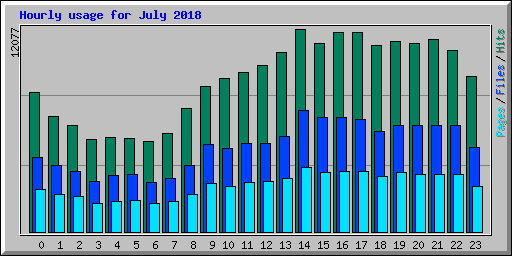 Hourly usage for July 2018
12077
Pages / Files / Hits
0 1 2 3 4 5 6 7 8 9 10 11 12 13 14 15 16 17 18 19 20 21 22 23